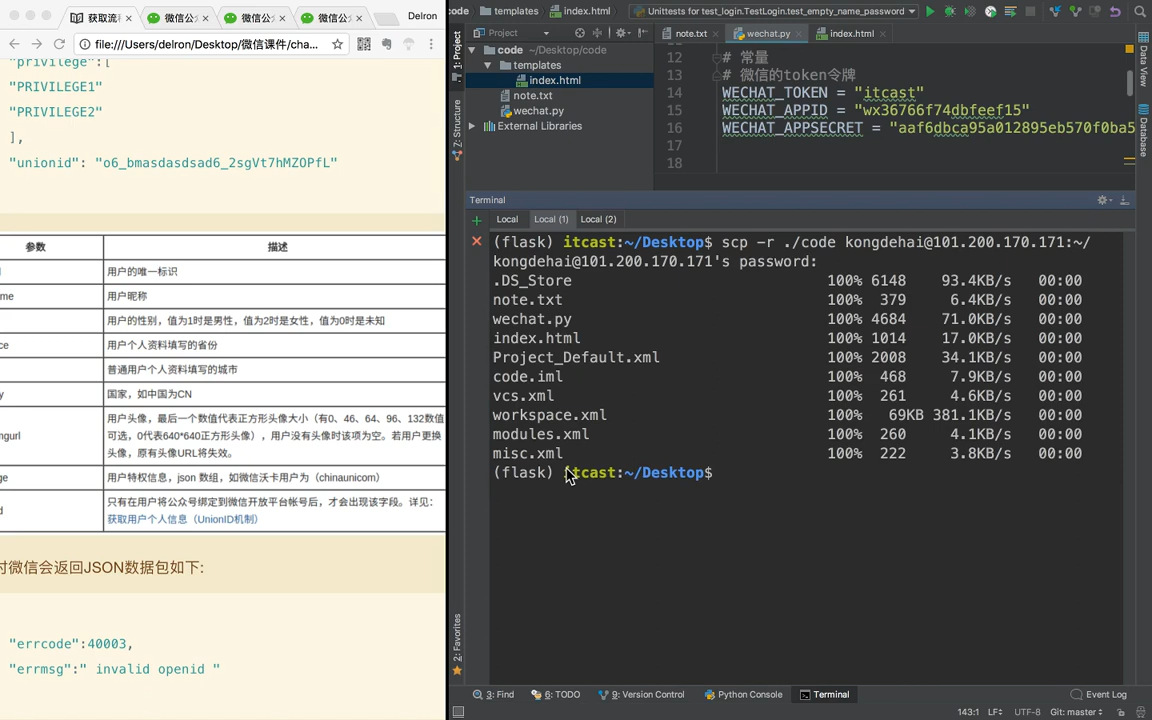 获取流程
微信公
微信公
微信公
Delron
file:///Users/delron/Desktop/微信课件/cha...
"privilege":[
"PRIVILEGE1"
"PRIVILEGE2"
],
"unionid": "o6_bmasdasdsad6_2sgVt7hMZOPfL"
参数 描述
用户的唯一标识
me 用户昵称
用户的性别，值为1时是男性，值为2时是女性，值为0时是未知
ce 用户个人资料填写的省份
普通用户个人资料填写的城市
y 国家，如中国为CN
mgurl 用户头像，最后一个数值代表正方形头像大小（有0、46、64、96、132数值
可选，0代表640*640正方形头像），用户没有头像时该项为空。若用户更换
头像，原有头像URL将失效。
ge 用户特权信息，json 数组，如微信沃卡用户为（chinaunicom）
d 只有在用户将公众号绑定到微信开放平台帐号后，才会出现该字段。详见：
获取用户个人信息（UnionID机制）
时微信会返回JSON数据包如下:
"errcode":40003,
"errmsg":" invalid openid "
code templates index.html Unittests for test_login.TestLogin.test_empty_name_password
Project
note.txt wechat.py index.html
code ~/Desktop/code
templates
index.html
note.txt
wechat.py
External Libraries
1: Project
7: Structure
2: Favorites
Data View
Database
12 # 常量
13 # 微信的token令牌
14 WECHAT_TOKEN = "itcast"
15 WECHAT_APPID = "wx36766f74dbfeef15"
16 WECHAT_APPSECRET = "aaf6dbca95a012895eb570f0ba5
17
18
Terminal
Local Local (1) Local (2)
(flask) itcast:~/Desktop$ scp -r ./code kongdehai@101.200.170.171:~/
kongdehai@101.200.170.171's password:
.DS_Store 100% 6148 93.4KB/s 00:00
note.txt 100% 379 6.4KB/s 00:00
wechat.py 100% 4684 71.0KB/s 00:00
index.html 100% 1014 17.0KB/s 00:00
Project_Default.xml 100% 2008 34.1KB/s 00:00
code.iml 100% 468 7.9KB/s 00:00
vcs.xml 100% 261 4.6KB/s 00:00
workspace.xml 100% 69KB 381.1KB/s 00:00
modules.xml 100% 260 4.1KB/s 00:00
misc.xml 100% 222 3.8KB/s 00:00
(flask) itcast:~/Desktop$
3: Find 6: TODO 9: Version Control Python Console Terminal Event Log
143:1 LF÷ UTF-8 Git: master÷